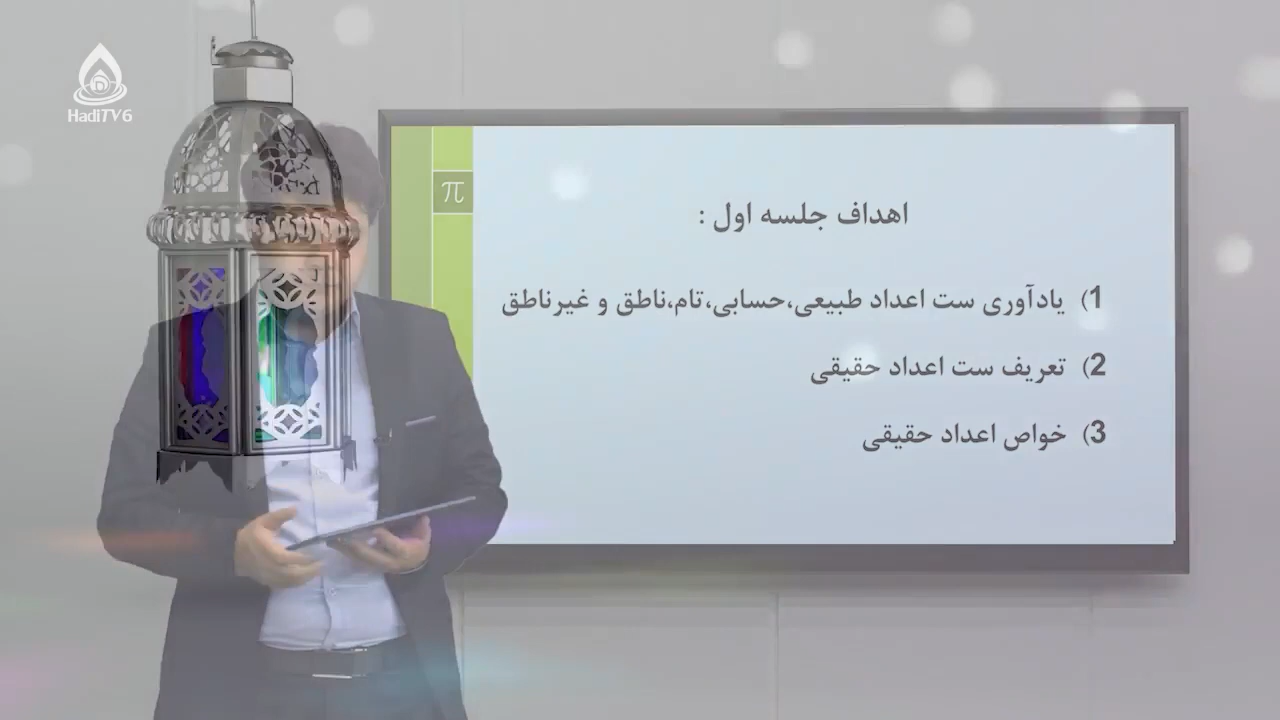 HadiTV6
π
اهداف جلسه اول :
1) یادآوری ست اعداد طبیعی،حسابی،تام،ناطق و غیرناطق
2) تعریف ست اعداد حقیقی
3) خواص اعداد حقیقی